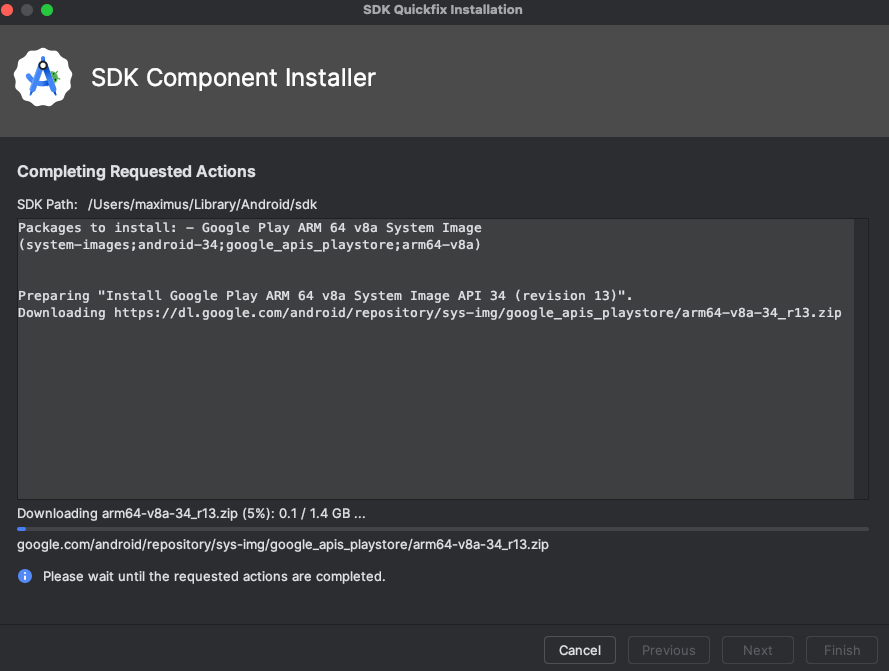 SDK Quickfix Installation
SDK Component Installer
Completing Requested Actions
SDK Path: /Users/maximus/Library/Android/sdk
Packages to install: - Google Play ARM 64 v8a System Image
(system-images;android-34;google_apis_playstore;arm64-v8a)
Preparing "Install Google Play ARM 64 v8a System Image API 34 (revision 13)".
Downloading https://dl.google.com/android/repository/sys-img/google_apis_playstore/arm64-v8a-34_r13.zip
Downloading arm64-v8a-34_r13.zip (5%): 0.1 / 1.4 GB ...
google.com/android/repository/sys-img/google_apis_playstore/arm64-v8a-34_r13.zip
Please wait until the requested actions are completed.
Cancel Previous Next Finish